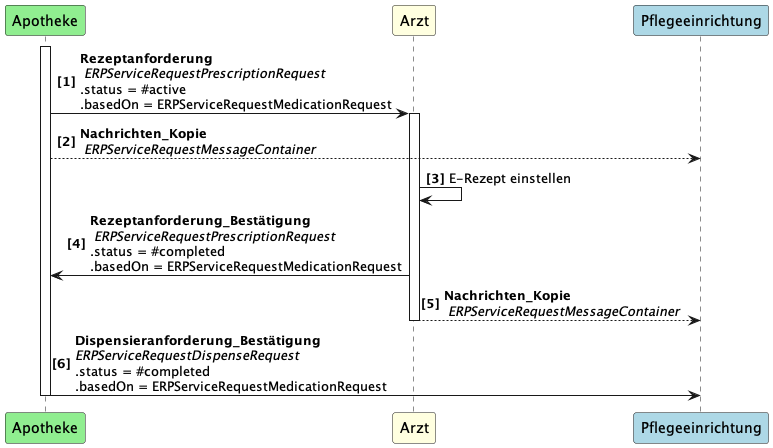 Apotheke
Arzt
Pflegeeinrichtung
Rezeptanforderung
[1] ERPServiceRequestPrescriptionRequest
.status = #active
.basedOn = ERPServiceRequestMedicationRequest
[2] Nachrichten_Kopie
ERPServiceRequestMessageContainer
[3] E-Rezept einstellen
Rezeptanforderung_Bestätigung
[4] ERPServiceRequestPrescriptionRequest
.status = #completed
.basedOn = ERPServiceRequestMedicationRequest
[5] Nachrichten_Kopie
ERPServiceRequestMessageContainer
Dispensieranforderung_Bestätigung
[6] ERPServiceRequestDispenseRequest
.status = #completed
.basedOn = ERPServiceRequestMedicationRequest
Apotheke
Arzt
Pflegeeinrichtung